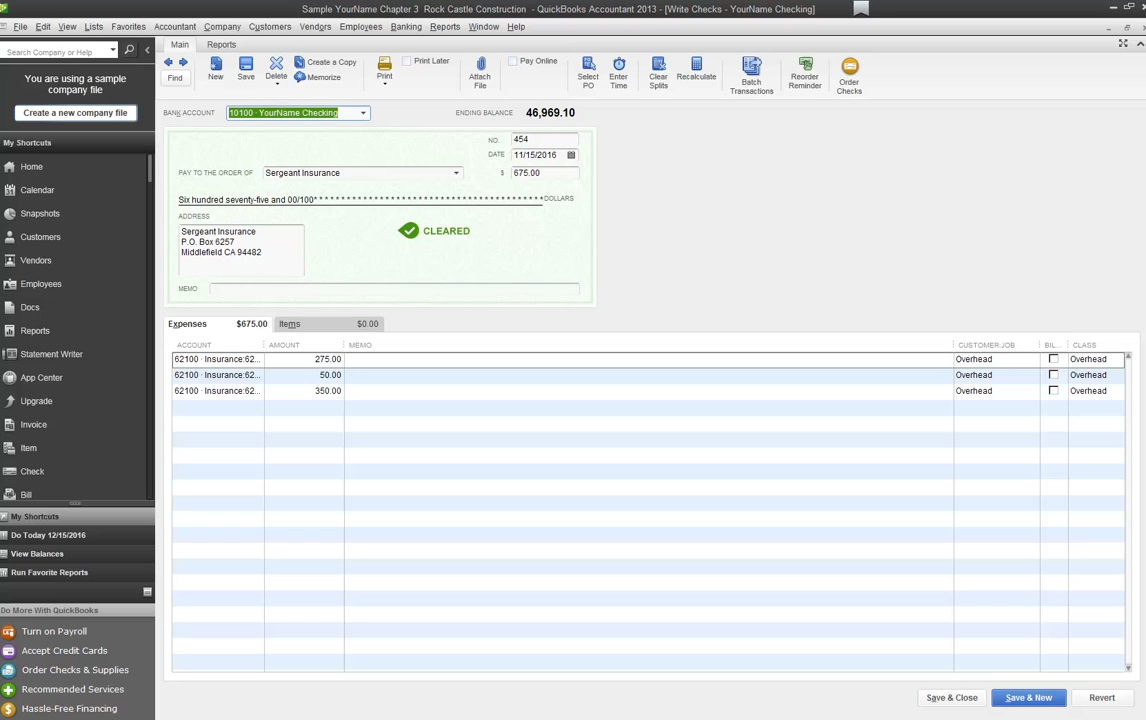 Sample YourName Chapter 3 Rock Castle Construction - QuickBooks Accountant 2013 - [Write Checks - YourName Checking]
File Edit View Lists Favorites Accountant Company Customers Vendors Employees Banking Reports Window Help
Search Company or Help
Main Reports
Find
New
Save
Delete
Create a Copy
Memorize
Print
Print Later
Attach
File
Pay Online
Select
PO
Enter
Time
Clear
Splits
Recalculate
Batch
Transactions
Reorder
Reminder
Order
Checks
You are using a sample
company file
Create a new company file
My Shortcuts
Home
Calendar
Snapshots
Customers
Vendors
Employees
Docs
Reports
Statement Writer
App Center
Upgrade
Invoice
Item
Check
Bill
My Shortcuts
Do Today 12/15/2016
View Balances
Run Favorite Reports
Do More With QuickBooks
Turn on Payroll
Accept Credit Cards
Order Checks & Supplies
Recommended Services
Hassle-Free Financing
BANK ACCOUNT 10100 · YourName Checking ENDING BALANCE 46,969.10
NO. 454
DATE 11/15/2016
PAY TO THE ORDER OF Sergeant Insurance $ 675.00
Six hundred seventy-five and 00/100* * * * * * * * * * * * * * * * * * * * * * * * * * * * * * * * * * * * * * * * * DOLLARS
ADDRESS
Sergeant Insurance
P.O. Box 6257
Middlefield CA 94482
CLEARED
MEMO
Expenses $675.00 Items $0.00
ACCOUNT AMOUNT MEMO CUSTOMER:JOB BIL... CLASS
62100 · Insurance:62... 275.00 Overhead Overhead
62100 · Insurance:62... 50.00 Overhead Overhead
62100 · Insurance:62... 350.00 Overhead Overhead
Save & Close Save & New Revert